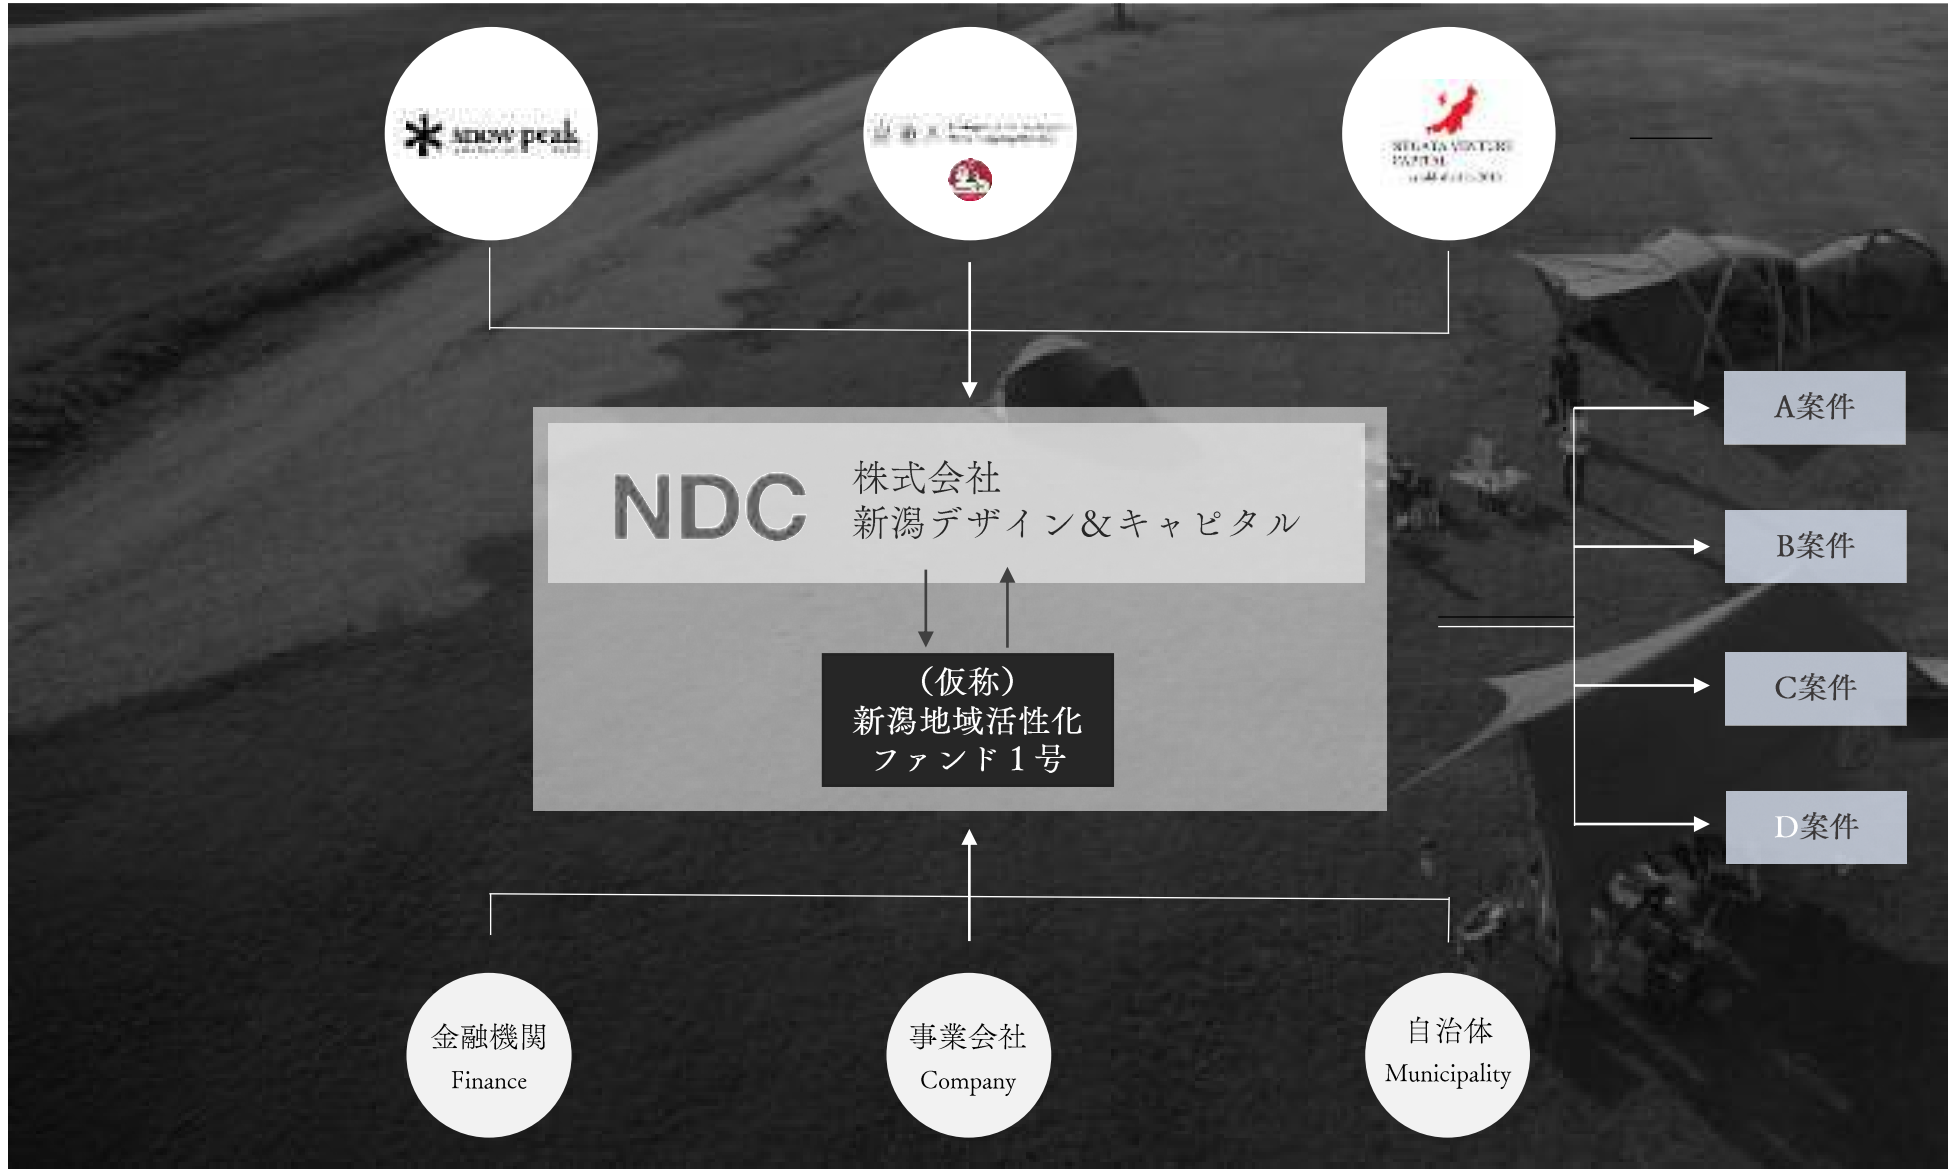 snow peak
NIIGATA VENTURE
CAPITAL
NDC
株式会社
新潟デザイン&キャピタル
(仮称)
新潟地域活性化
ファンド1号
A案件
B案件
C案件
D案件
金融機関
Finance
事業会社
Company
自治体
Municipality